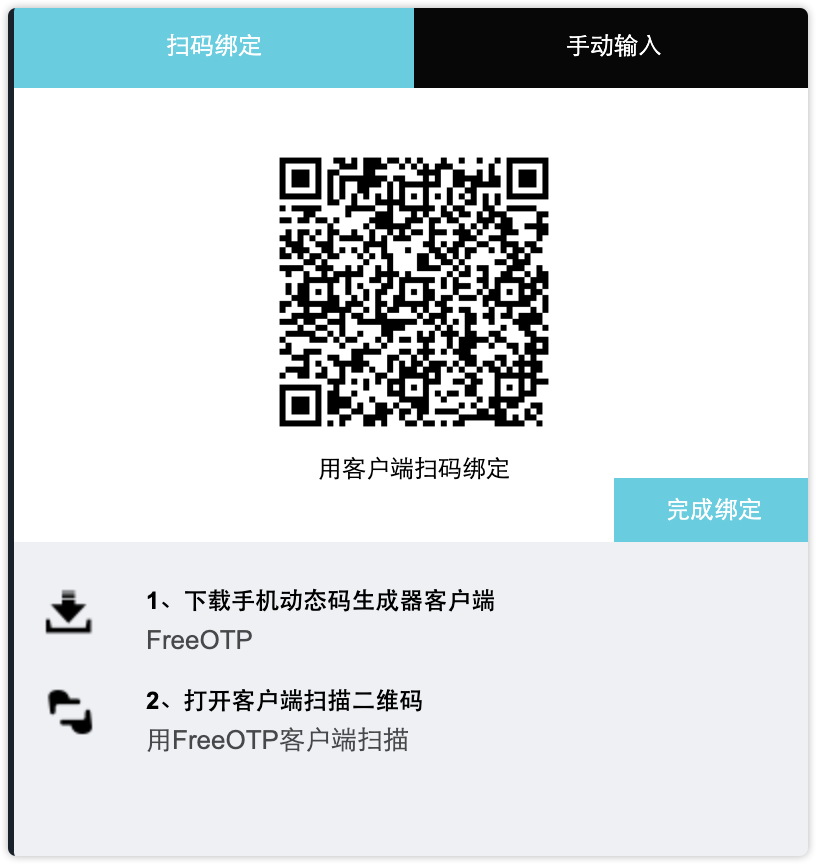 扫码绑定
手动输入
用客户端扫码绑定
完成绑定
1、下载手机动态码生成器客户端
FreeOTP
2、打开客户端扫描二维码
用FreeOTP客户端扫描